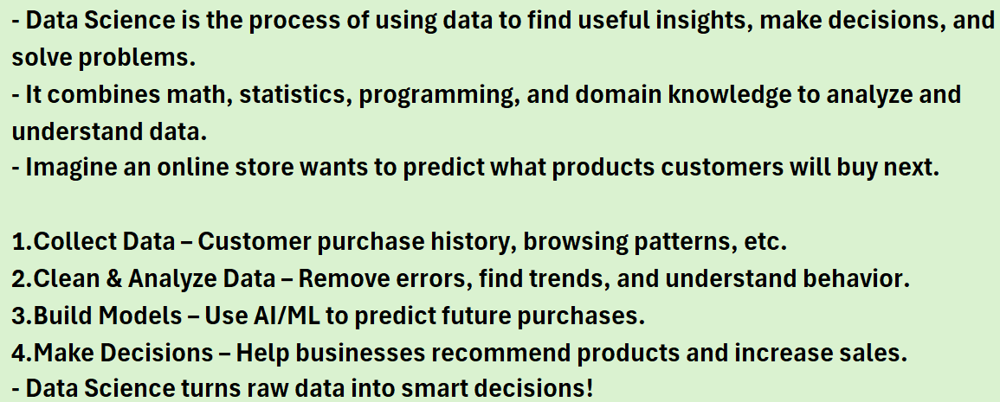 - Data Science is the process of using data to find useful insights, make decisions, and
solve problems.
- It combines math, statistics, programming, and domain knowledge to analyze and
understand data.
- Imagine an online store wants to predict what products customers will buy next.
1.Collect Data – Customer purchase history, browsing patterns, etc.
2.Clean & Analyze Data – Remove errors, find trends, and understand behavior.
3.Build Models – Use AI/ML to predict future purchases.
4.Make Decisions – Help businesses recommend products and increase sales.
- Data Science turns raw data into smart decisions!